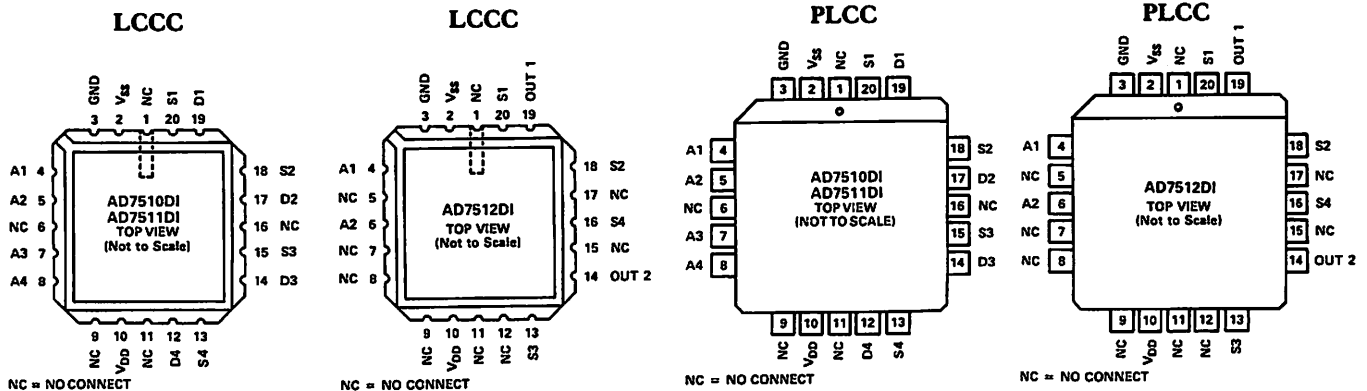 LCCC
GND VSS NC S1 D1
3 2 1 20 19
A1 4
A2 5
NC 6
A3 7
A4 8
AD7510DI
AD7511DI
TOP VIEW
(Not to Scale)
18 S2
17 D2
16 NC
15 S3
14 D3
9 10 11 12 13
NC VDD NC D4 S4
NC = NO CONNECT
LCCC
GND VSS NC S1 OUT 1
3 2 1 20 19
A1 4
NC 5
A2 6
NC 7
NC 8
AD7512DI
TOP VIEW
(Not to Scale)
18 S2
17 NC
16 S4
15 NC
14 OUT 2
9 10 11 12 13
NC VDD NC NC S3
NC = NO CONNECT
PLCC
GND VSS NC S1 D1
3 2 1 20 19
A1 4
A2 5
NC 6
A3 7
A4 8
AD7510DI
AD7511DI
TOP VIEW
(NOT TO SCALE)
18 S2
17 D2
16 NC
15 S3
14 D3
9 10 11 12 13
NC VDD NC D4 S4
NC = NO CONNECT
PLCC
GND VSS NC S1 OUT 1
3 2 1 20 19
A1 4
NC 5
A2 6
NC 7
NC 8
AD7512DI
TOP VIEW
(Not to Scale)
18 S2
17 NC
16 S4
15 NC
14 OUT 2
9 10 11 12 13
NC VDD NC NC S3
NC = NO CONNECT